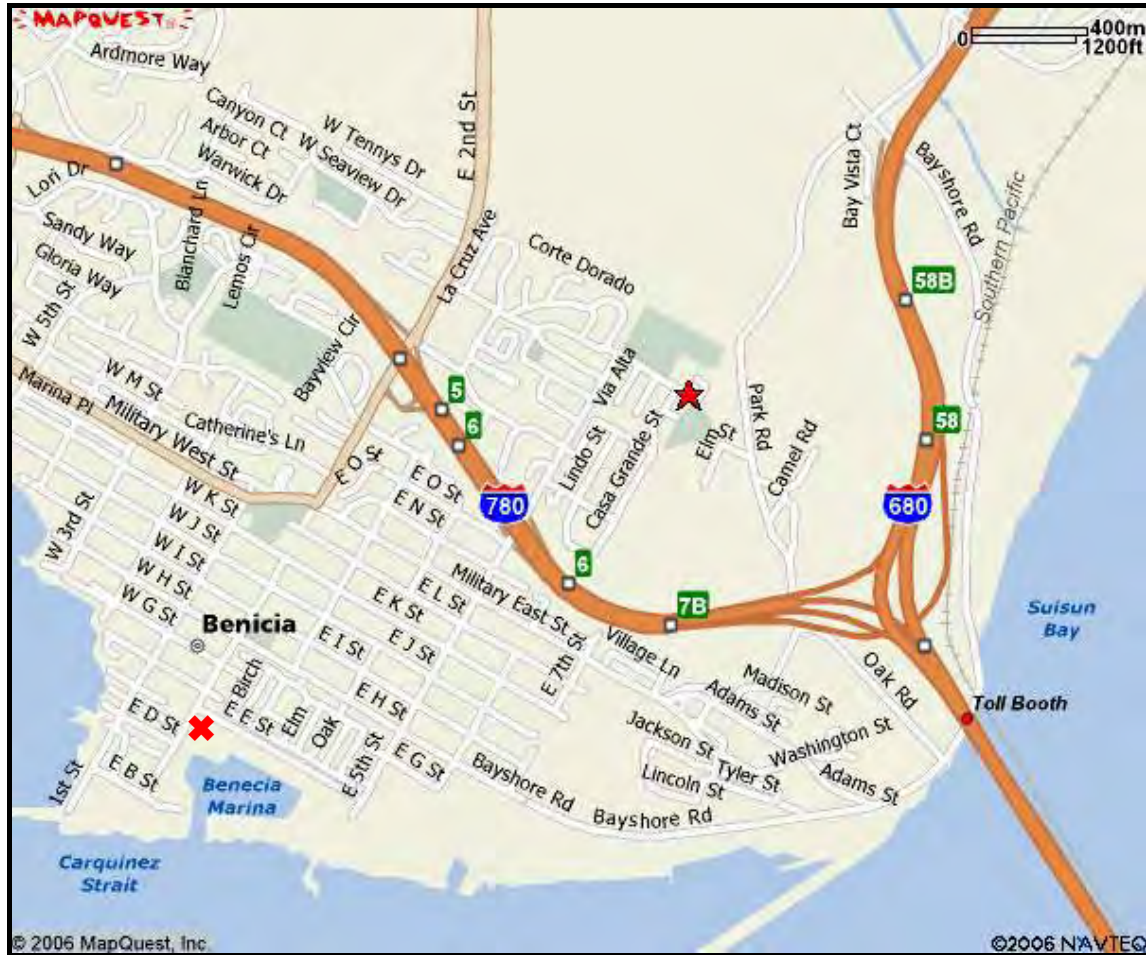 MAPQUEST
400m
0
1200ft
Ardmore Way
Canyon Ct
W Tennys Dr
Arbor Ct
W Seaview Dr
Warwick Dr
E 2nd St
Bay Vista Ct
Bayshore Rd
Southern Pacific
Lori Dr
Blanchard Ln
Lemos Cir
La Cruz Ave
Corte Dorado
Sandy Way
Gloria Way
W 5th St
58B
Bayview Cir
Via Alta
Park Rd
W M St
Marina Pl
Military West St
Catherine's Ln
5
6
58
Lindo St
Casa Grande St
Elm St
Camel Rd
E O St
E O St
E N St
780
680
W K St
W J St
W I St
W H St
W G St
W 3rd St
6
7B
Military East St
E L St
E K St
E J St
E I St
E H St
E G St
E 7th St
Village Ln
Benicia
Suisun
Bay
Birch
Elm
Oak
E E St
E D St
E B St
1st St
E 5th St
Adams St
Madison St
Oak Rd
Toll Booth
Jackson St
Tyler St
Washington St
Lincoln St
Adams St
Bayshore Rd
Bayshore Rd
Benecia
Marina
Carquinez
Strait
© 2006 MapQuest, Inc.
©2006 NAVTEQ